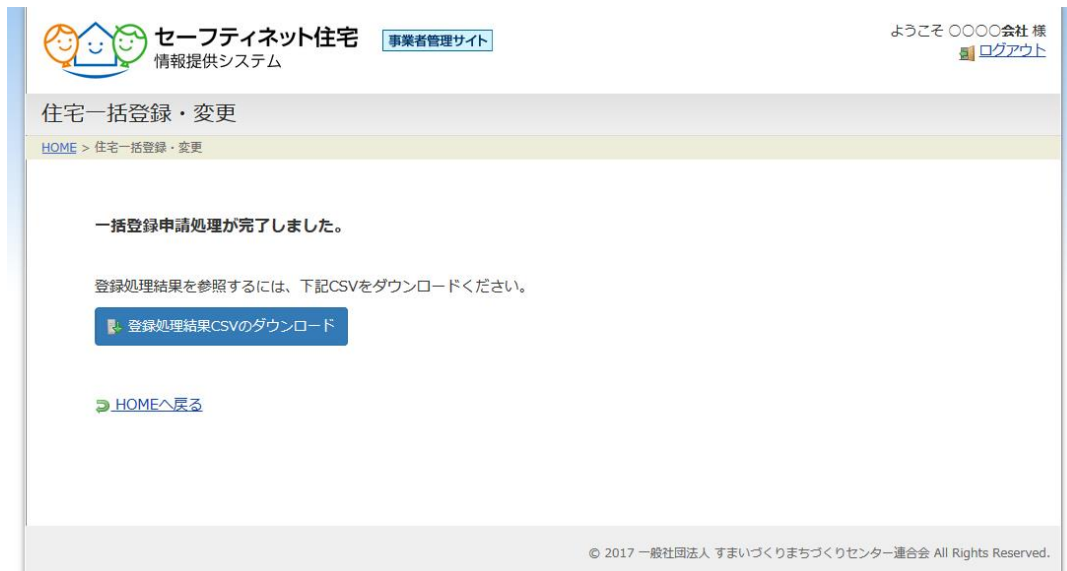 セーフティネット住宅
情報提供システム
事業者管理サイト
ようこそ 〇〇〇〇会社 様
ログアウト
住宅一括登録・変更
HOME > 住宅一括登録・変更
一括登録申請処理が完了しました。
登録処理結果を参照するには、下記CSVをダウンロードください。
登録処理結果CSVのダウンロード
HOMEへ戻る
© 2017 一般社団法人 すまいづくりまちづくりセンター連合会 All Rights Reserved.